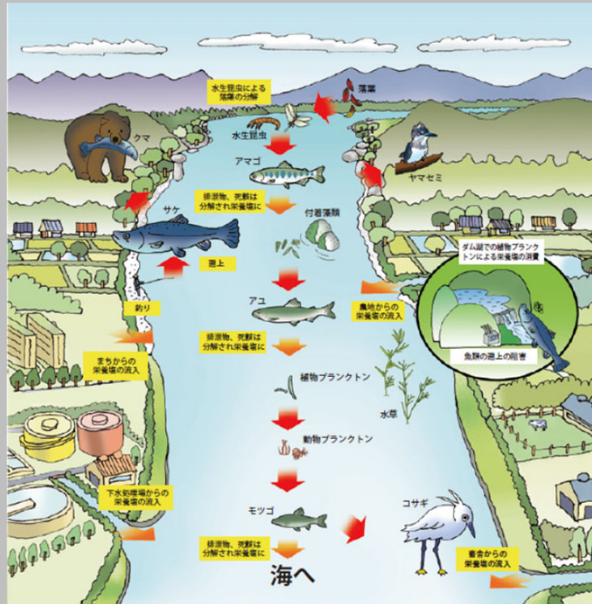 水生昆虫による
落葉の分解
落葉
水生昆虫
クマ
アマゴ
ヤマセミ
排泄物、死骸は
分解され栄養塩に
サケ
付着藻類
遡上
ダム湖での植物プランク
トンによる栄養塩の消費
釣り
アユ
農地からの
栄養塩の流入
排泄物、死骸は
分解され栄養塩に
魚類の遡上の阻害
まちからの
栄養塩の流入
植物プランクトン
水草
動物プランクトン
下水処理場からの
栄養塩の流入
モツゴ
コサギ
排泄物、死骸は
分解され栄養塩に
畜舎からの
栄養塩の流入
海へ